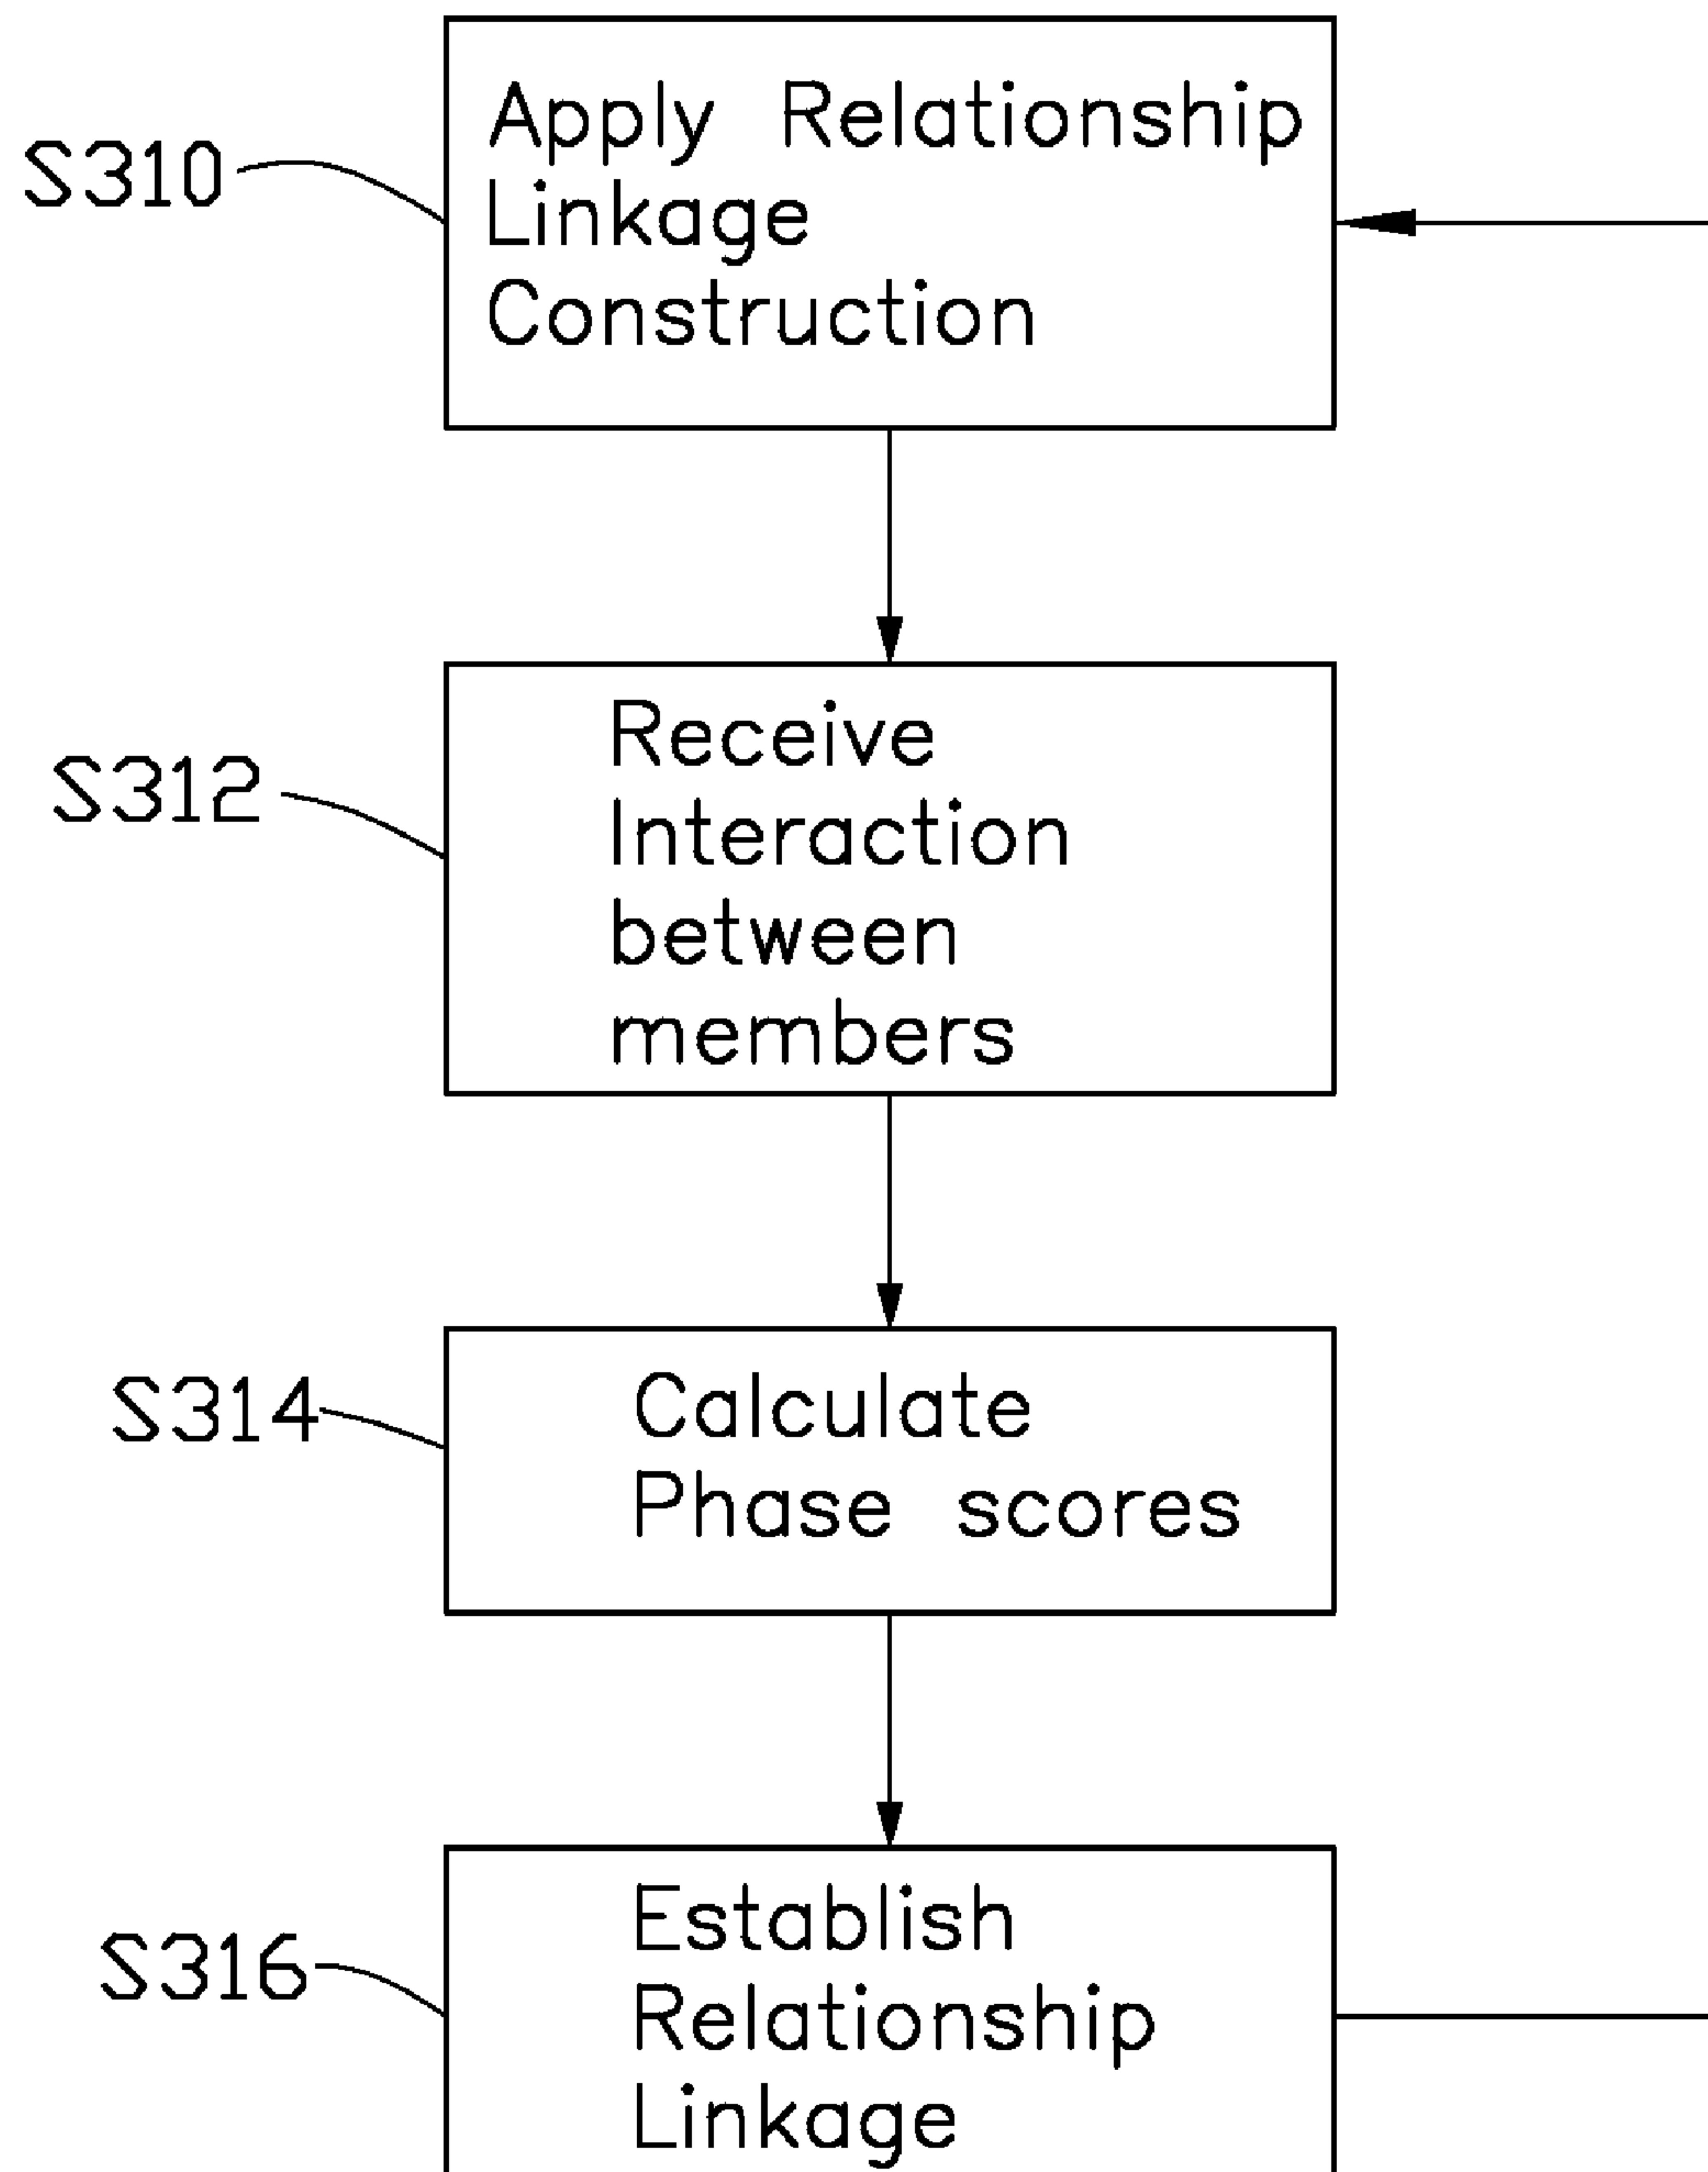 S310
Apply Relationship
Linkage
Construction
S312
Receive
Interaction
between
members
S314
Calculate
Phase scores
S316
Establish
Relationship
Linkage